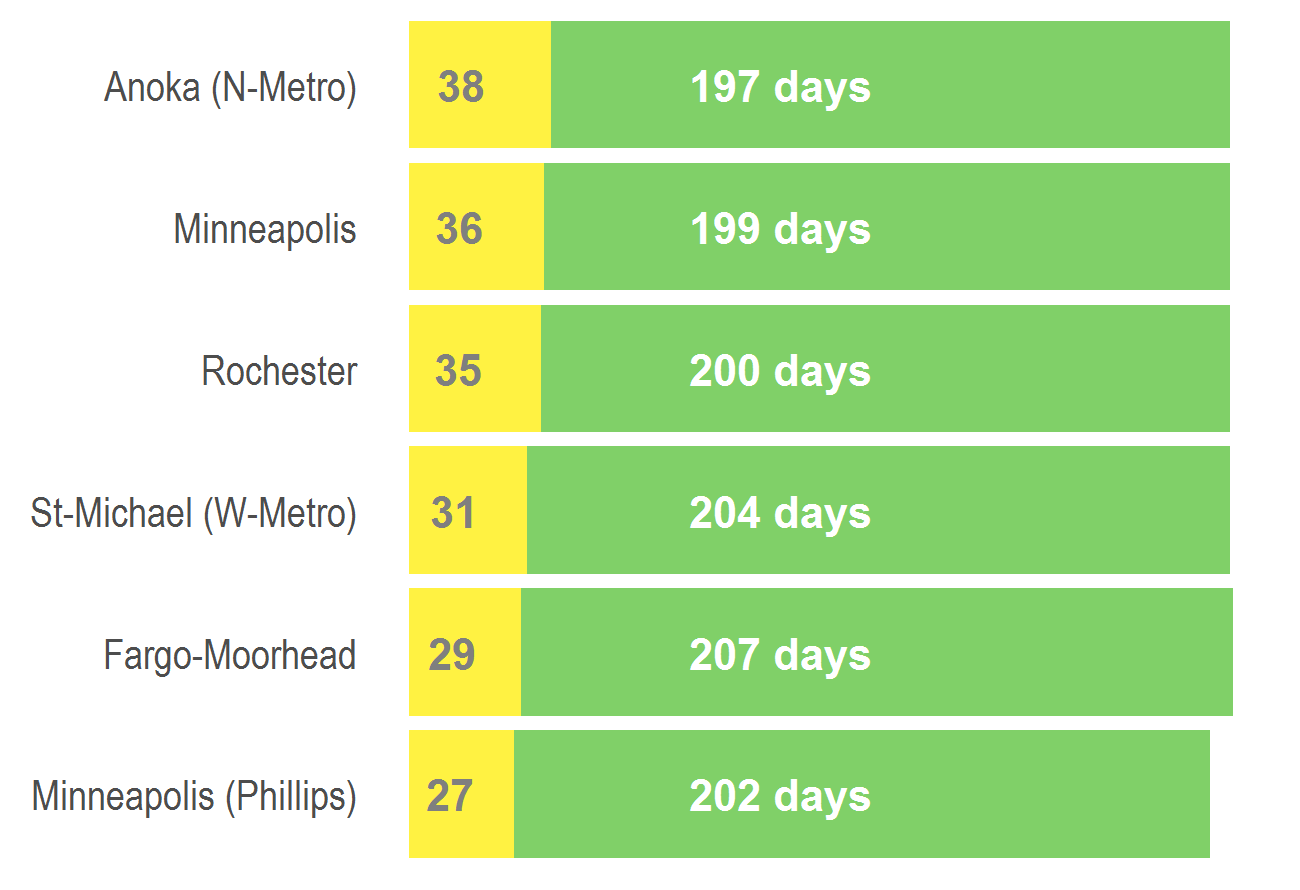 Anoka (N-Metro) 38 197 days
Minneapolis 36 199 days
Rochester 35 200 days
St-Michael (W-Metro) 31 204 days
Fargo-Moorhead 29 207 days
Minneapolis (Phillips) 27 202 days